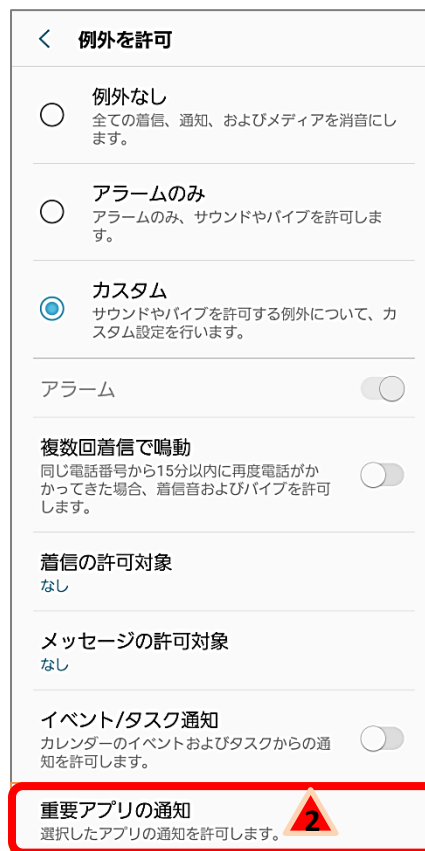 例外を許可
例外なし
全ての着信、通知、およびメディアを消音にし
ます。
アラームのみ
アラームのみ、サウンドやバイブを許可しま
す。
カスタム
サウンドやバイブを許可する例外について、カ
スタム設定を行います。
アラーム
複数回着信で鳴動
同じ電話番号から15分以内に再度電話がか
かってきた場合、着信音およびバイブを許可
します。
着信の許可対象
なし
メッセージの許可対象
なし
イベント/タスク通知
カレンダーのイベントおよびタスクからの通
知を許可します。
重要アプリの通知
選択したアプリの通知を許可します。
2